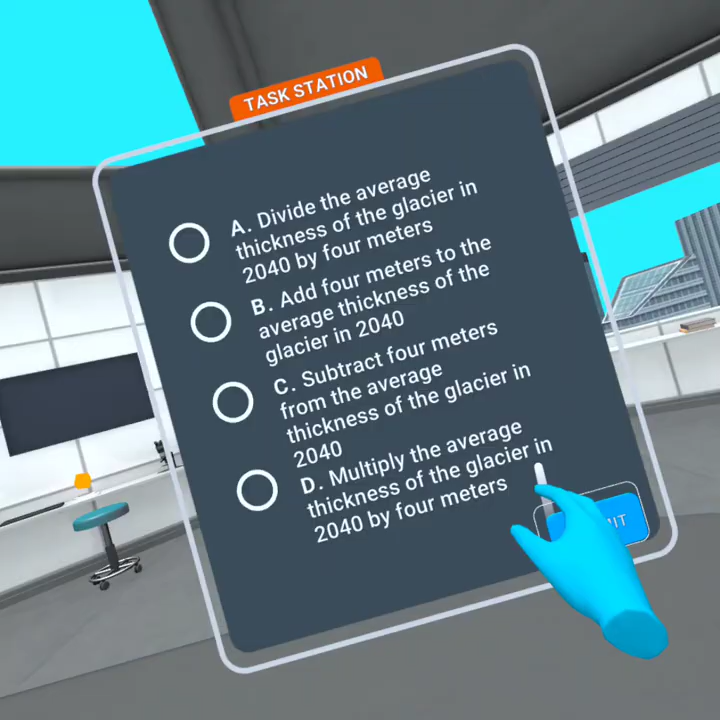 TASK STATION
A. Divide the average
thickness of the glacier in
2040 by four meters
B. Add four meters to the
average thickness of the
glacier in 2040
C. Subtract four meters
from the average
thickness of the glacier in
2040
D. Multiply the average
thickness of the glacier in
2040 by four meters